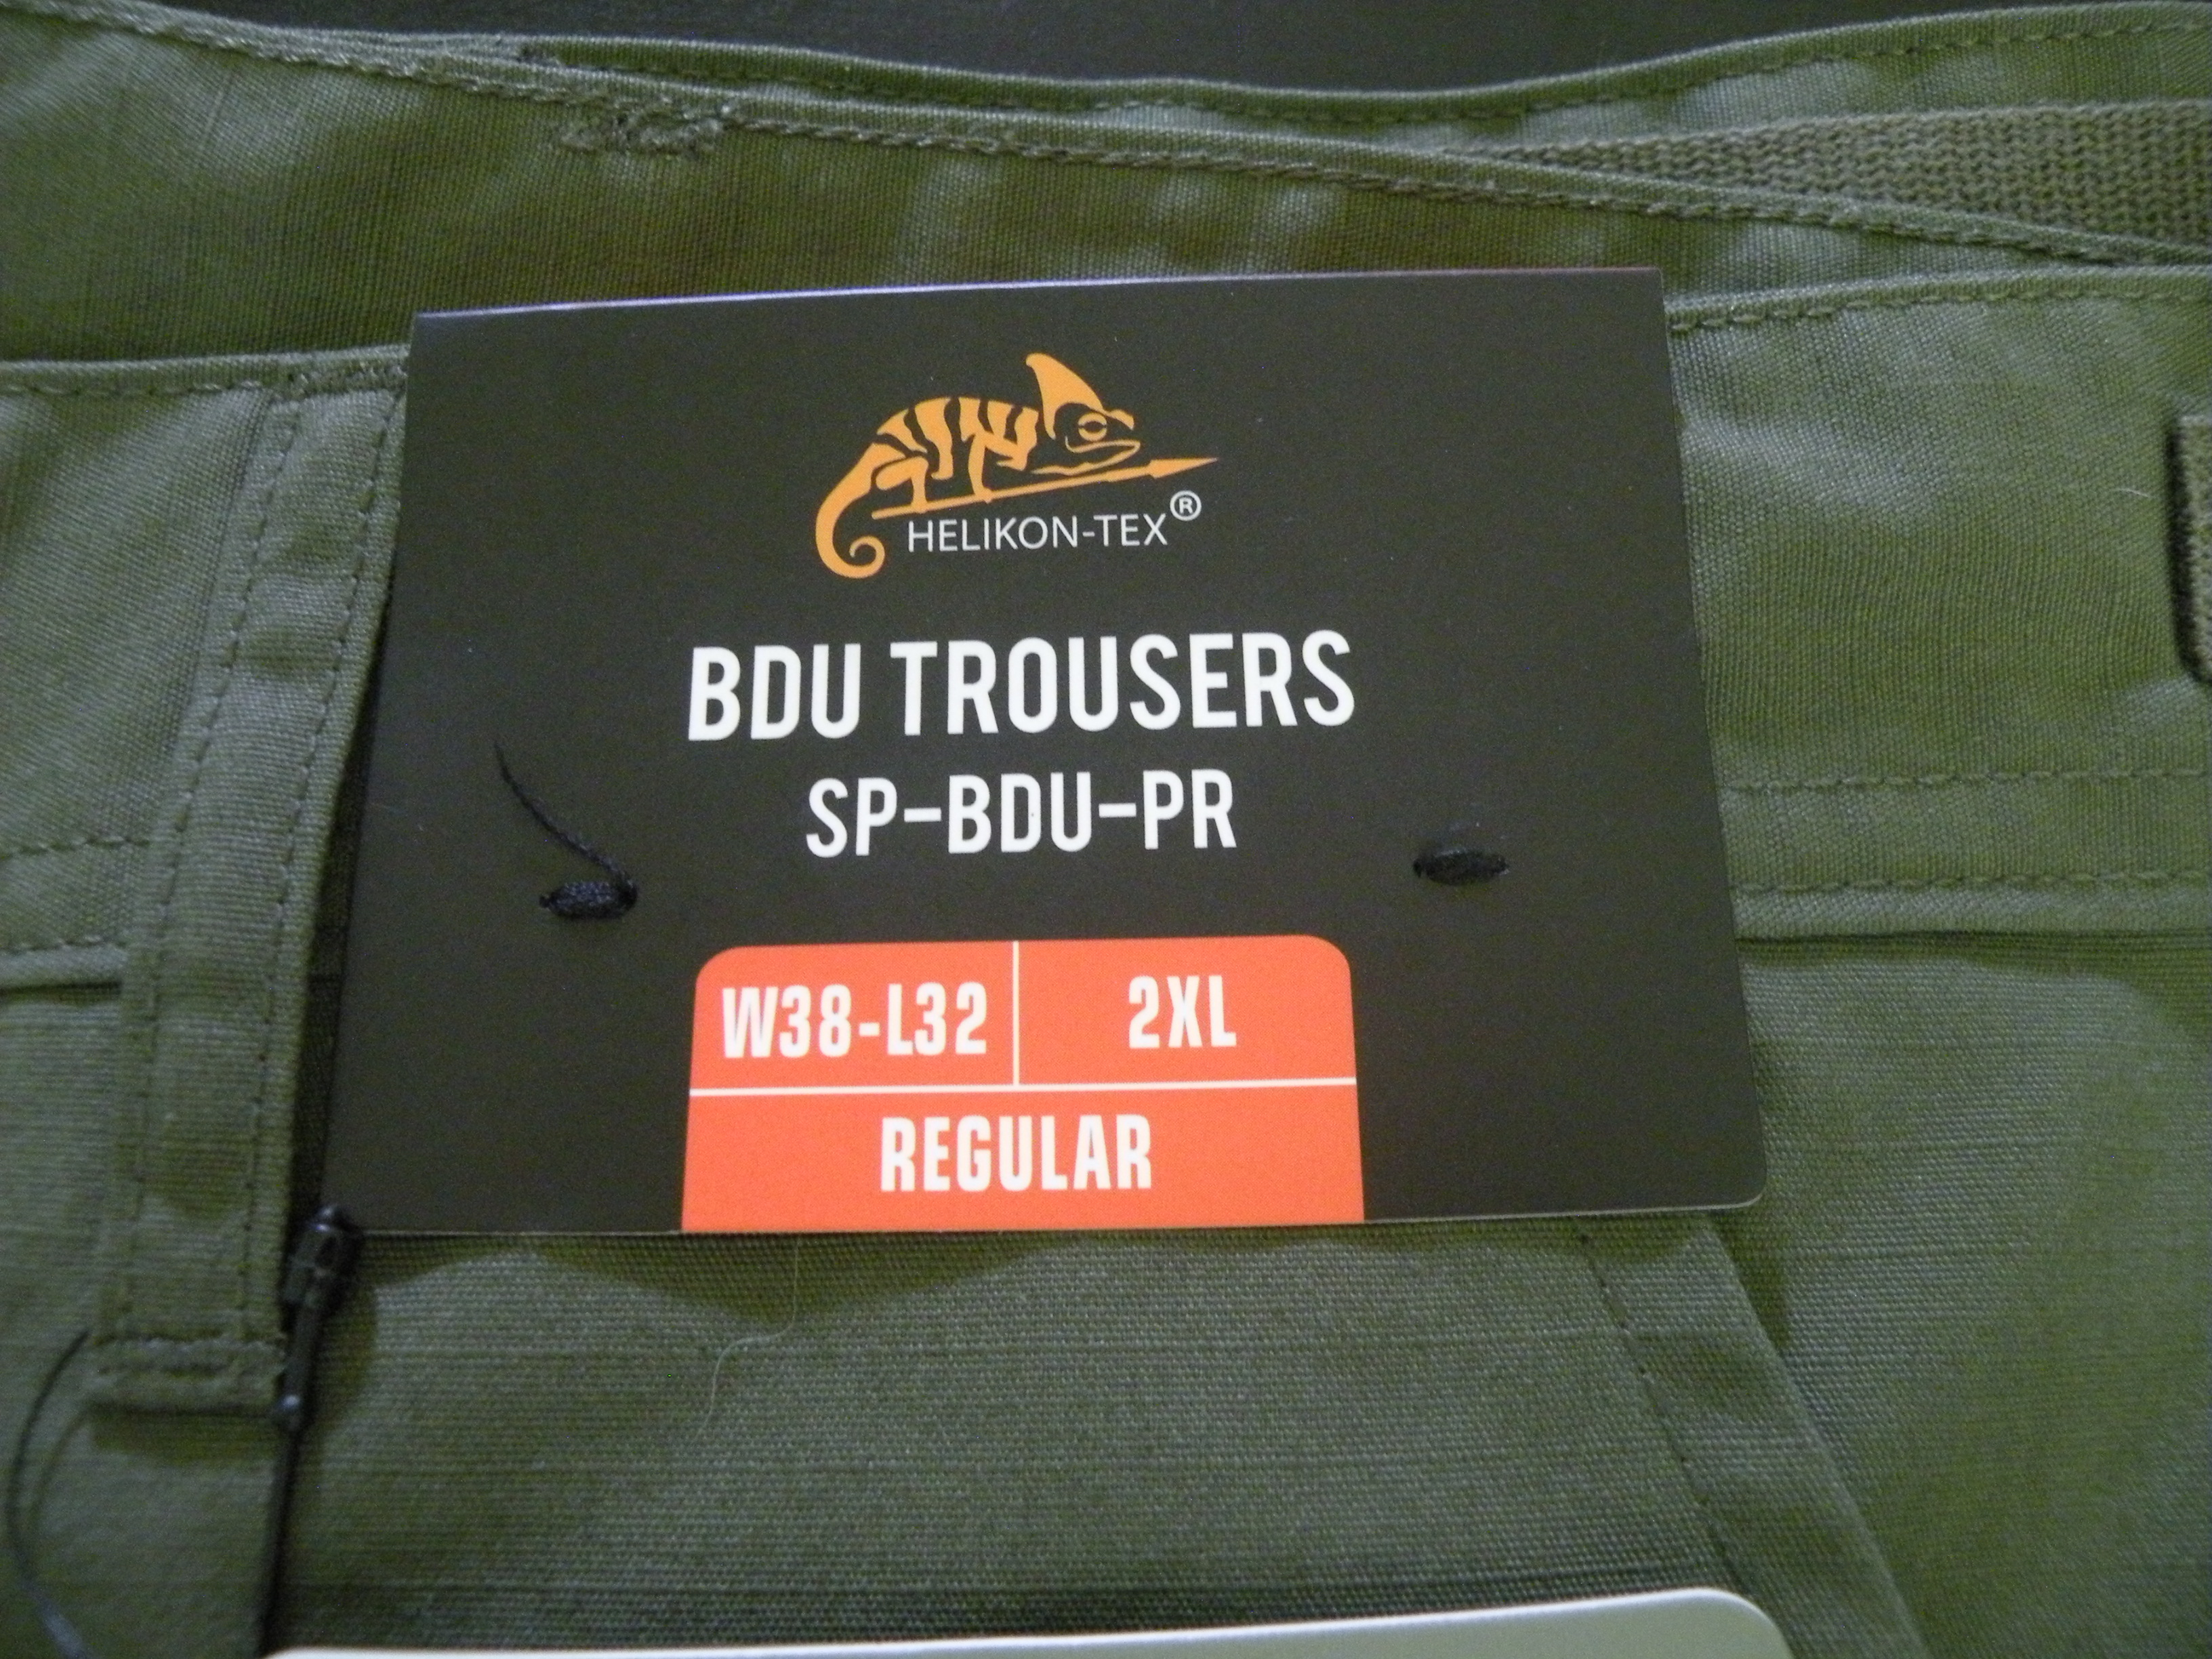 HELIKON-TEX®
BDU TROUSERS
SP-BDU-PR
W38-L32 2XL
REGULAR